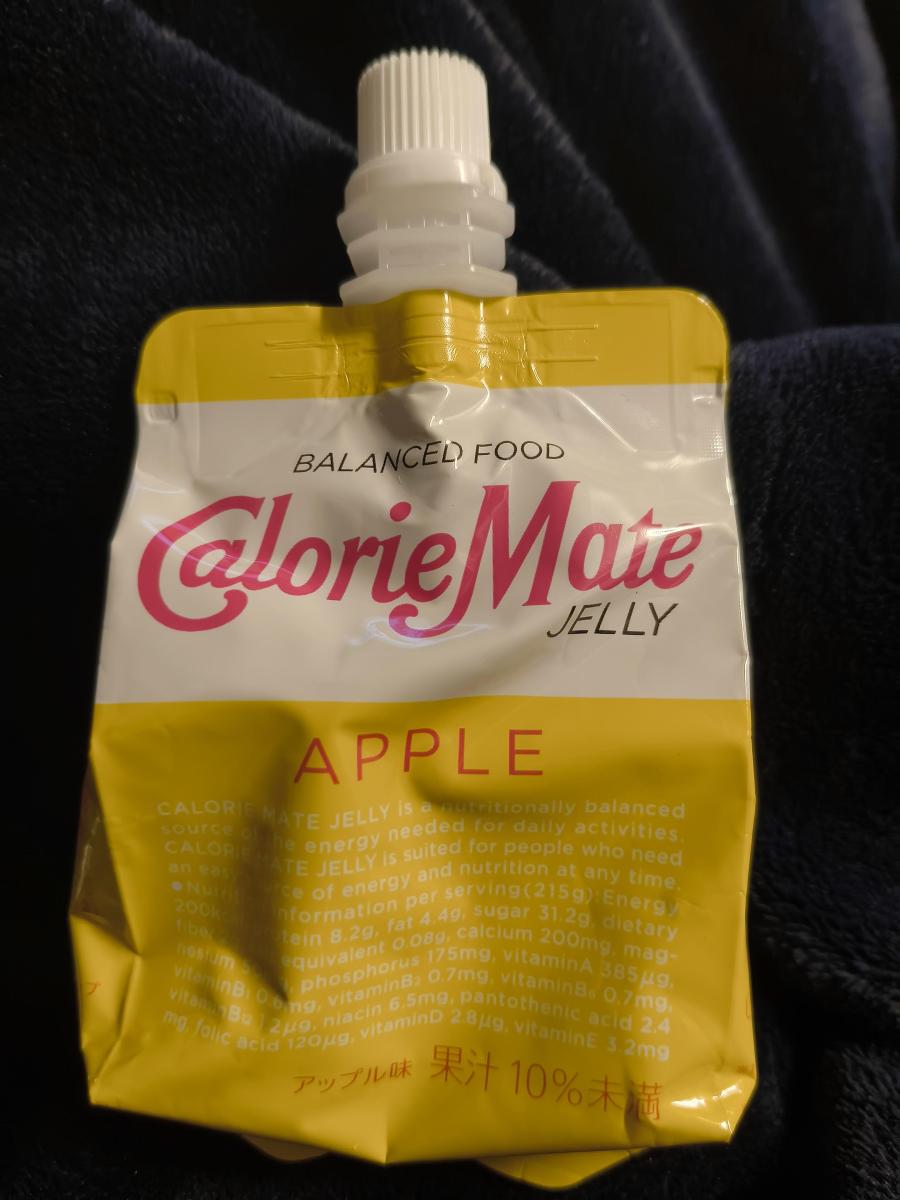 BALANCED FOOD
CalorieMate
JELLY
APPLE
CALORIE MATE JELLY is a nutritionally balanced
source of the energy needed for daily activities.
CALORIE MATE JELLY is suited for people who need
an easy source of energy and nutrition at any time.
●Nutrition information per serving(215g):Energy
200kcal, protein 8.2g, fat 4.4g, sugar 31.2g, dietary
fiber equivalent 0.08g, calcium 200mg, mag-
nesium phosphorus 175mg, vitaminA 385μg,
vitaminB₁ mg, vitaminB₂ 0.7mg, vitaminB₆ 0.7mg,
vitaminB₁₂ 1.2μg, niacin 6.5mg, pantothenic acid 2.4
mg, folic acid 120μg, vitaminD 2.8μg, vitaminE 3.2mg
アップル味 果汁10%未満
プ